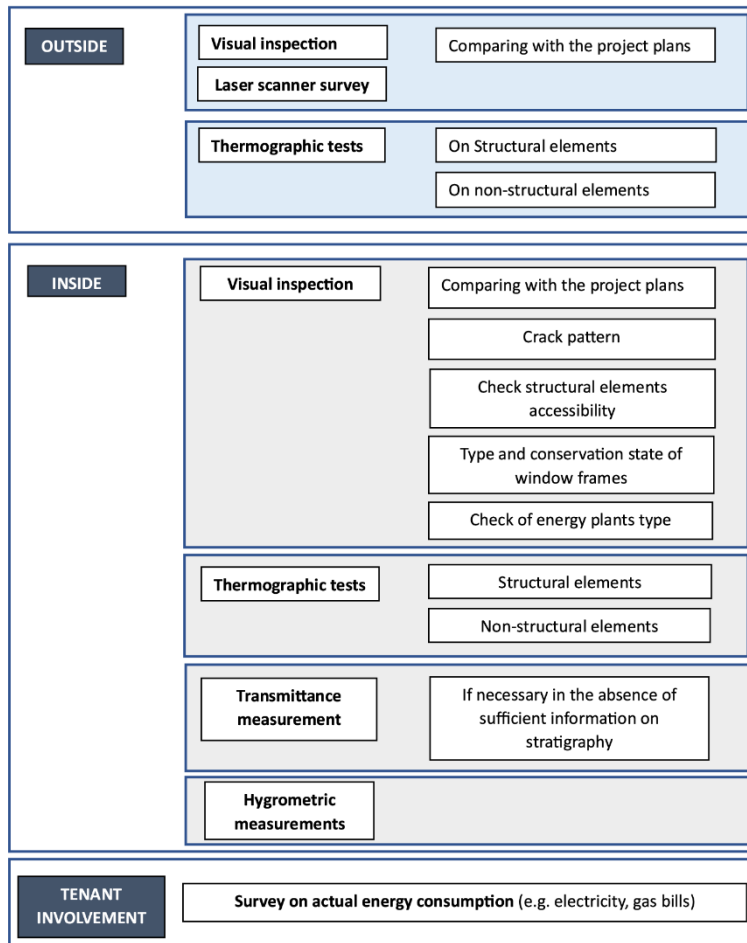 OUTSIDE
Visual inspection
Comparing with the project plans
Laser scanner survey
Thermographic tests
On Structural elements
On non-structural elements
INSIDE
Visual inspection
Comparing with the project plans
Crack pattern
Check structural elements
accessibility
Type and conservation state of
window frames
Check of energy plants type
Thermographic tests
Structural elements
Non-structural elements
Transmittance
measurement
If necessary in the absence of
sufficient information on
stratigraphy
Hygrometric
measurements
TENANT
INVOLVEMENT
Survey on actual energy consumption (e.g. electricity, gas bills)